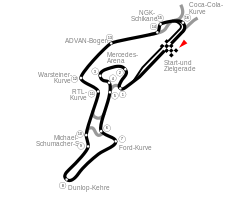 Coca-Cola-
Kurve
NGK-
Schikane
ADVAN-Bogen
Mercedes-
Arena
Start-und
Zielgerade
Warsteiner-
Kurve
RTL-
Kurve
Michael-
Schumacher-S
Ford-Kurve
Dunlop-Kehre